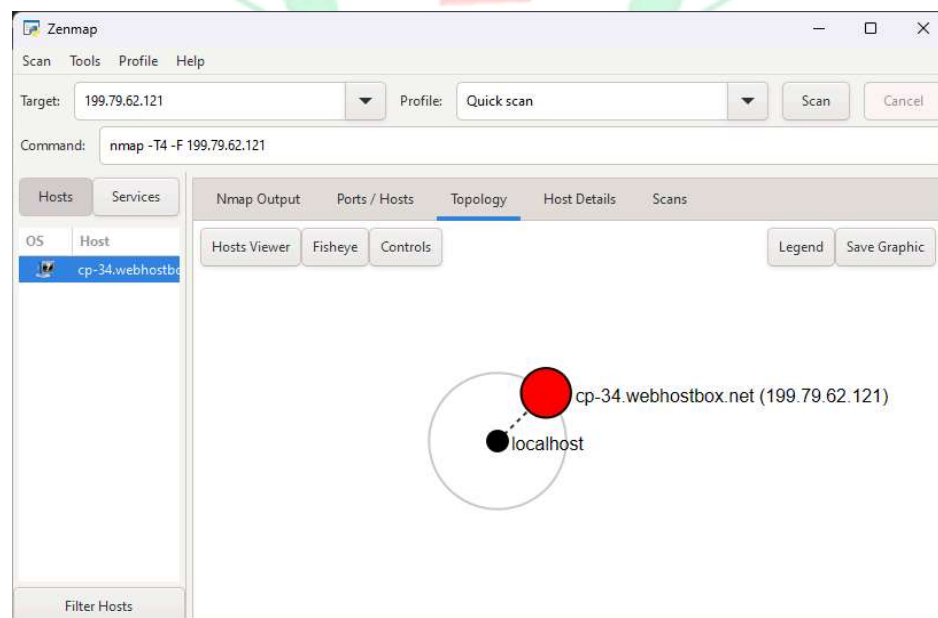 Zenmap
Scan Tools Profile Help
Target: 199.79.62.121 Profile: Quick scan Scan Cancel
Command: nmap -T4 -F 199.79.62.121
Hosts Services Nmap Output Ports / Hosts Topology Host Details Scans
OS Host Hosts Viewer Fisheye Controls Legend Save Graphic
cp-34.webhostbo
cp-34.webhostbox.net (199.79.62.121)
localhost
Filter Hosts